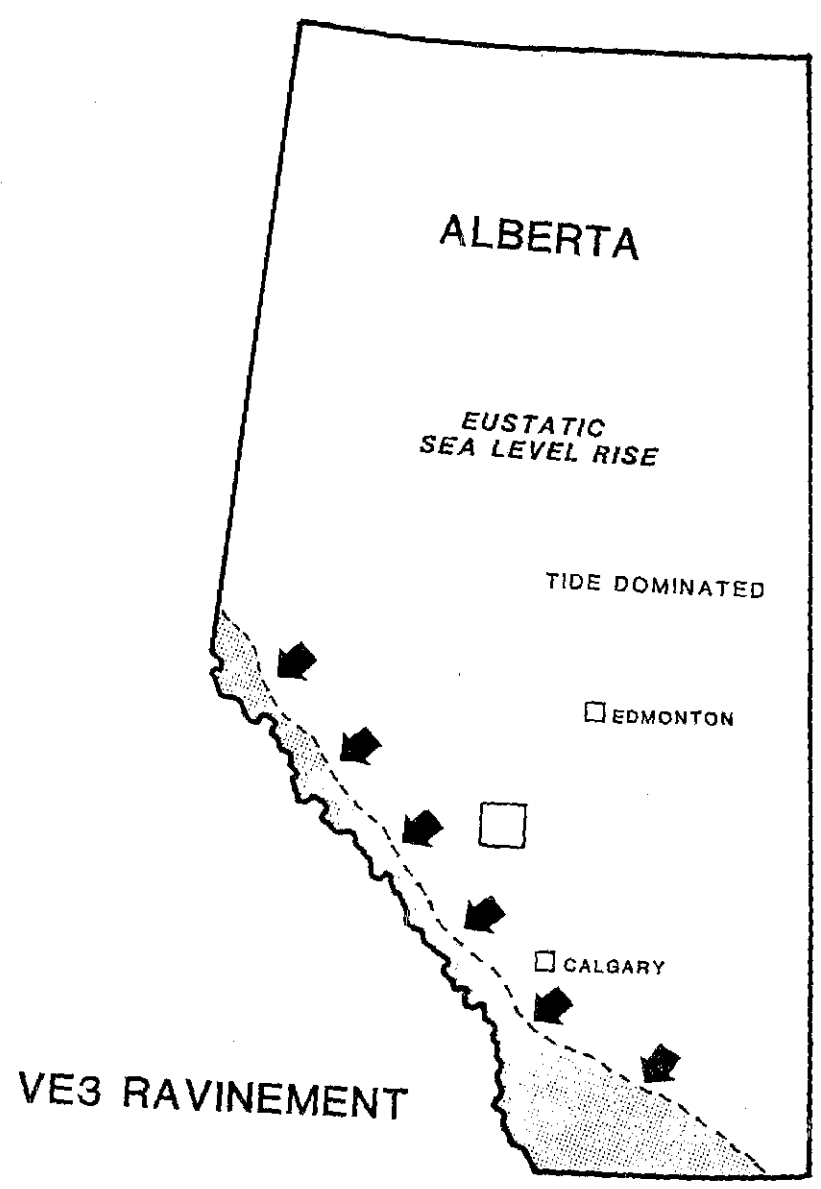 ALBERTA
EUSTATIC
SEA LEVEL RISE
TIDE DOMINATED
EDMONTON
CALGARY
VE3 RAVINEMENT